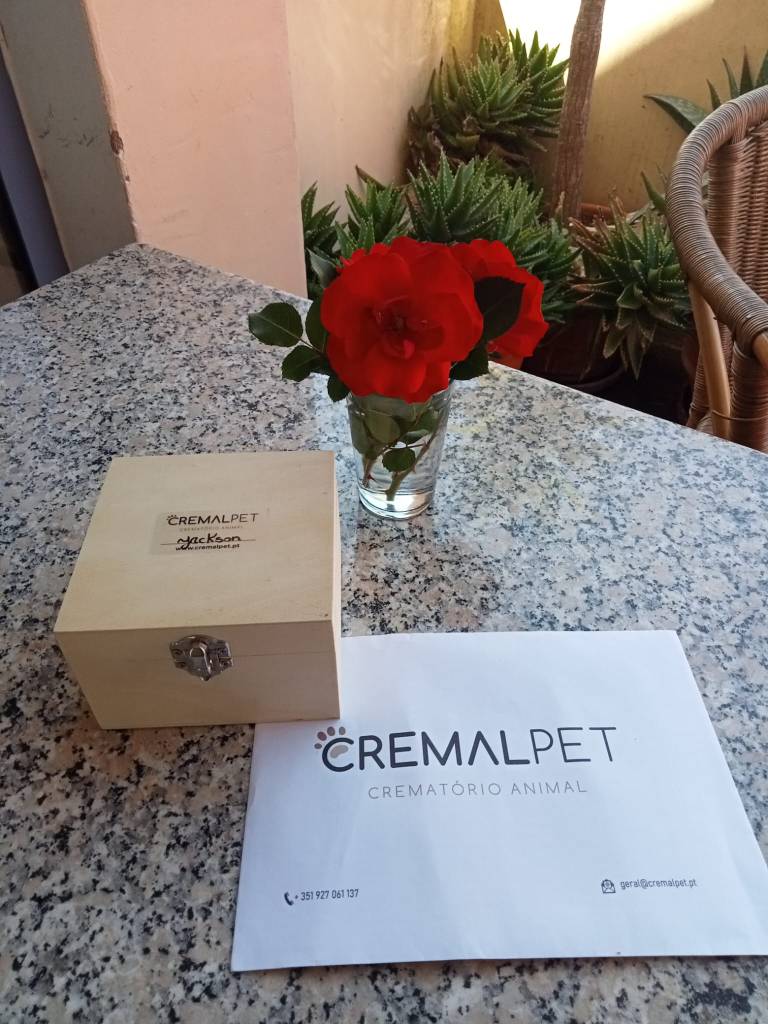 CREMALPET
CREMATÓRIO ANIMAL
Jackson
www.cremalpet.pt
CREMALPET
CREMATÓRIO ANIMAL
+ 351 927 061 137
geral@cremalpet.pt